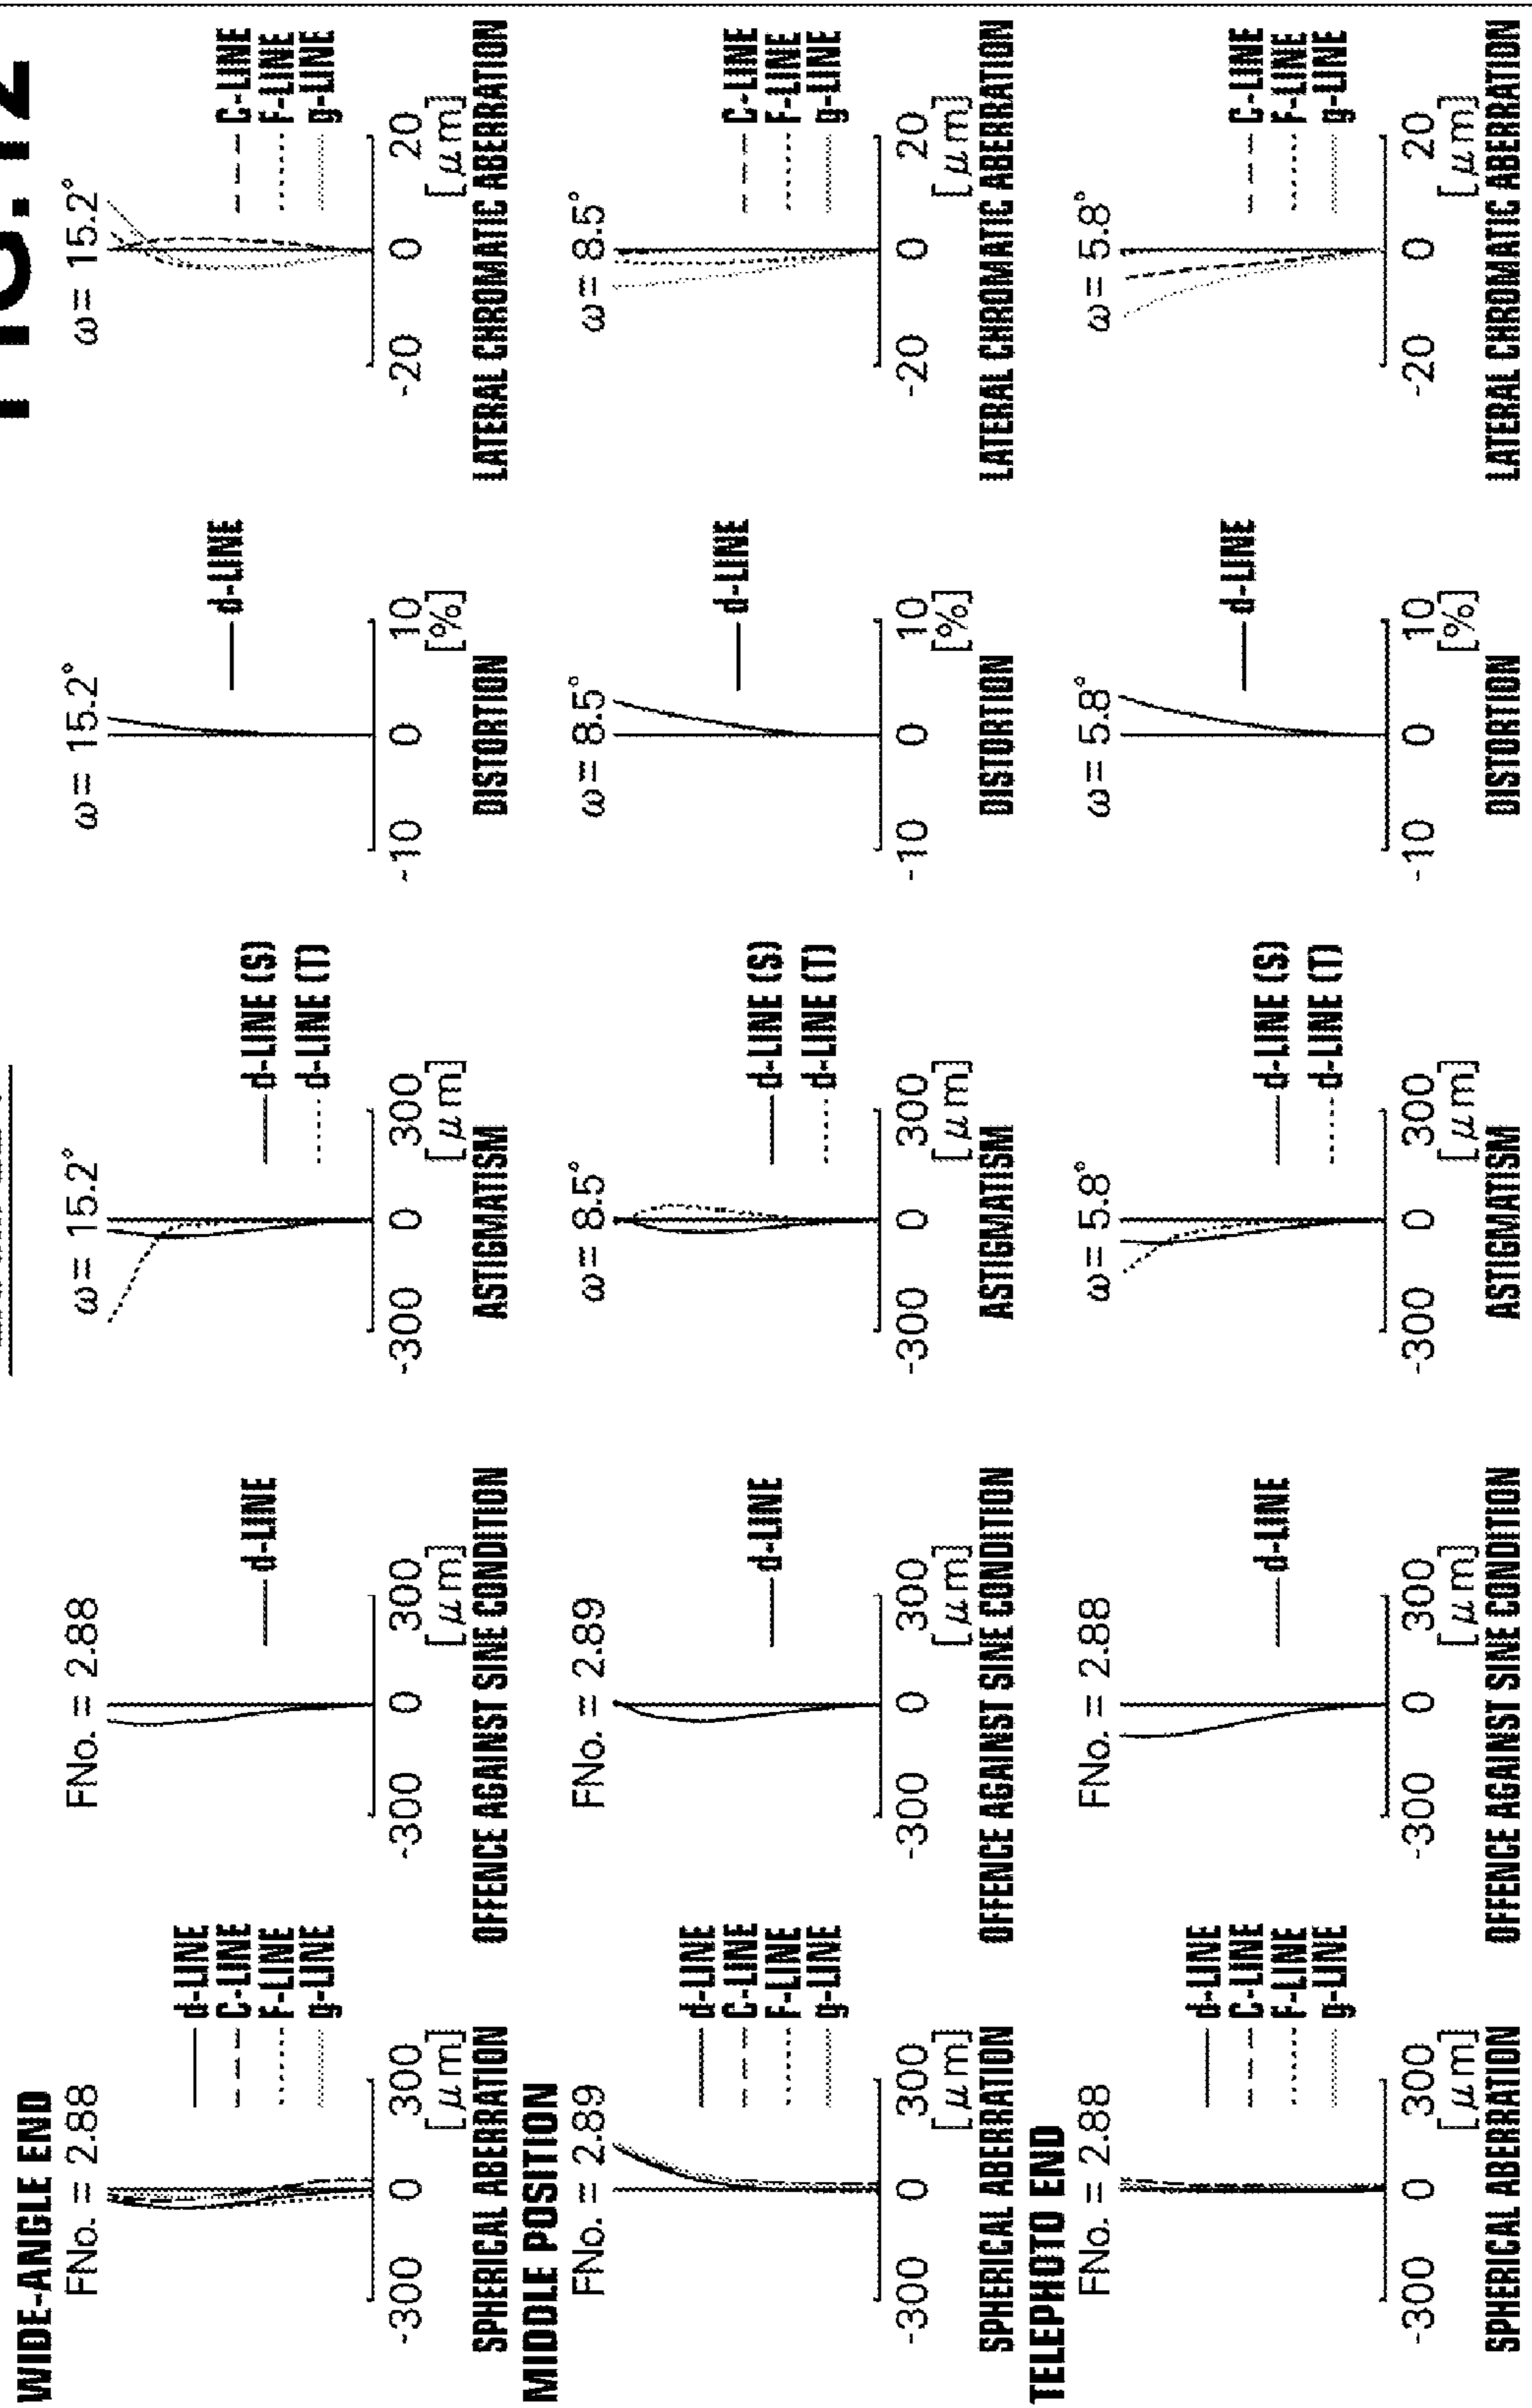 FIG.12
WIDE-ANGLE END
FNo. = 2.88
d-LINE
C-LINE
F-LINE
g-LINE
-300 0 300
[μm]
SPHERICAL ABERRATION
FNo. = 2.88
d-LINE
-300 0 300
[μm]
OFFENCE AGAINST SINE CONDITION
ω= 15.2°
d-LINE (S)
d-LINE (T)
-300 0 300
[μm]
ASTIGMATISM
ω= 15.2°
d-LINE
-10 0 10
[%]
DISTORTION
ω= 15.2°
C-LINE
F-LINE
g-LINE
-20 0 20
[μm]
LATERAL CHROMATIC ABERRATION
MIDDLE POSITION
FNo. = 2.89
d-LINE
C-LINE
F-LINE
g-LINE
-300 0 300
[μm]
SPHERICAL ABERRATION
FNo. = 2.89
d-LINE
-300 0 300
[μm]
OFFENCE AGAINST SINE CONDITION
ω= 8.5°
d-LINE (S)
d-LINE (T)
-300 0 300
[μm]
ASTIGMATISM
ω= 8.5°
d-LINE
-10 0 10
[%]
DISTORTION
ω= 8.5°
C-LINE
F-LINE
g-LINE
-20 0 20
[μm]
LATERAL CHROMATIC ABERRATION
TELEPHOTO END
FNo. = 2.88
d-LINE
C-LINE
F-LINE
g-LINE
-300 0 300
[μm]
SPHERICAL ABERRATION
FNo. = 2.88
d-LINE
-300 0 300
[μm]
OFFENCE AGAINST SINE CONDITION
ω= 5.8°
d-LINE (S)
d-LINE (T)
-300 0 300
[μm]
ASTIGMATISM
ω= 5.8°
d-LINE
-10 0 10
[%]
DISTORTION
ω= 5.8°
C-LINE
F-LINE
g-LINE
-20 0 20
[μm]
LATERAL CHROMATIC ABERRATION